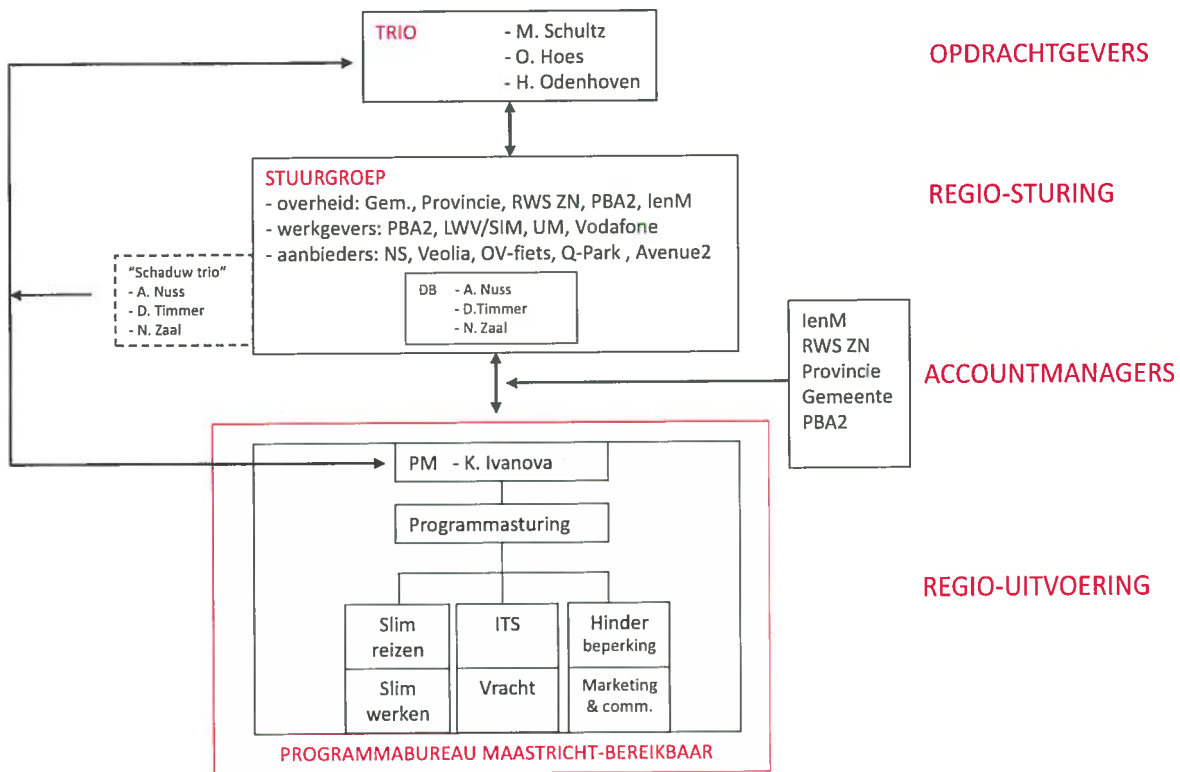 TRIO - M. Schultz
- O. Hoes
- H. Odenhoven
OPDRACHTGEVERS
STUURGROEP
- overheid: Gem., Provincie, RWS ZN, PBA2, IenM
- werkgevers: PBA2, LWV/SIM, UM, Vodafone
- aanbieders: NS, Veolia, OV-fiets, Q-Park , Avenue2
REGIO-STURING
"Schaduw trio"
- A. Nuss
- D. Timmer
- N. Zaal
DB - A. Nuss
- D.Timmer
- N. Zaal
IenM
RWS ZN
Provincie
Gemeente
PBA2
ACCOUNTMANAGERS
PM - K. Ivanova
Programmasturing
REGIO-UITVOERING
Slim
reizen
ITS
Hinder
beperking
Slim
werken
Vracht
Marketing
& comm.
PROGRAMMABUREAU MAASTRICHT-BEREIKBAAR